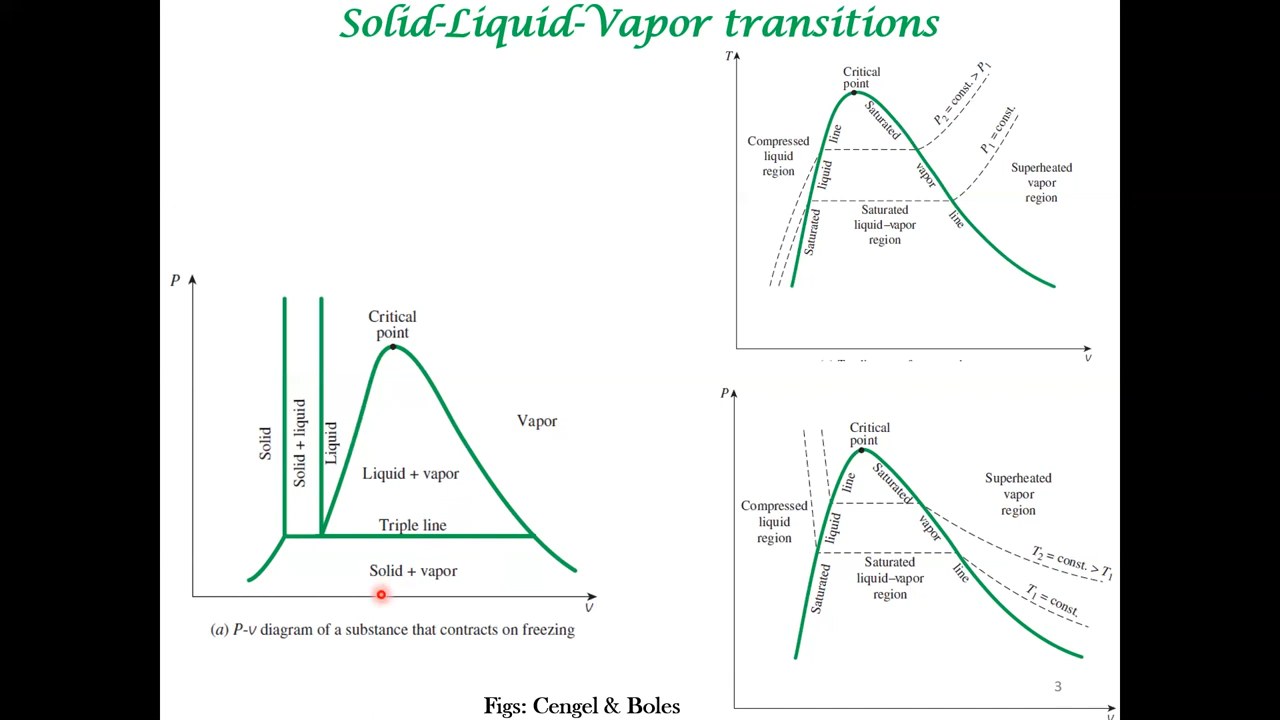 Solid-Liquid-Vapor transitions
T
Critical
point
Saturated
line
P₂ = const. > P₁
P₁ = const.
Compressed
liquid
region
liquid
vapor
Superheated
vapor
region
Saturated
Saturated
liquid–vapor
region
line
v
P
Critical
point
Solid
Solid + liquid
Liquid
Vapor
Liquid + vapor
Triple line
Solid + vapor
v
(a) P-v diagram of a substance that contracts on freezing
P
Critical
point
Saturated
line
Superheated
vapor
region
Compressed
liquid
region
liquid
vapor
T₂ = const. > T₁
Saturated
Saturated
liquid–vapor
region
line
T₁ = const.
v
3
Figs: Cengel & Boles